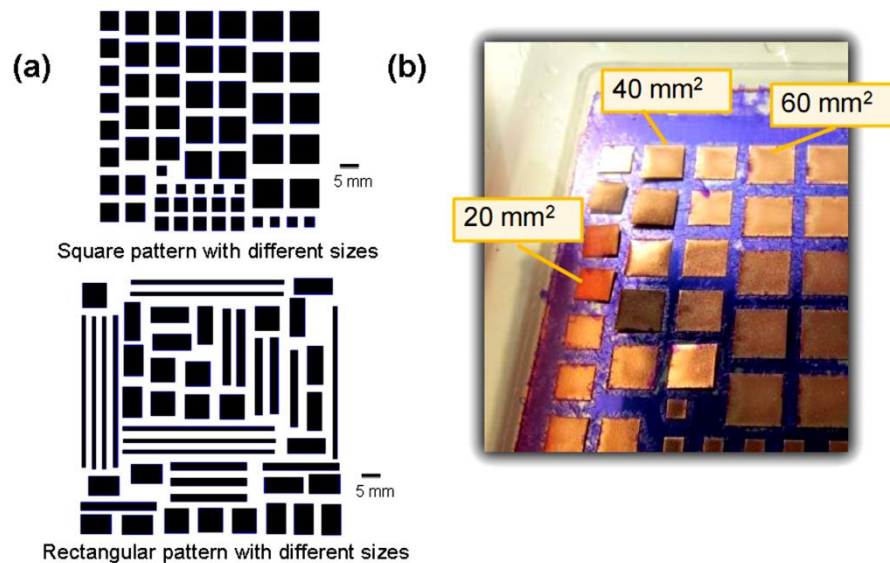 (a)
5 mm
Square pattern with different sizes
5 mm
Rectangular pattern with different sizes
(b)
40 mm²
60 mm²
20 mm²